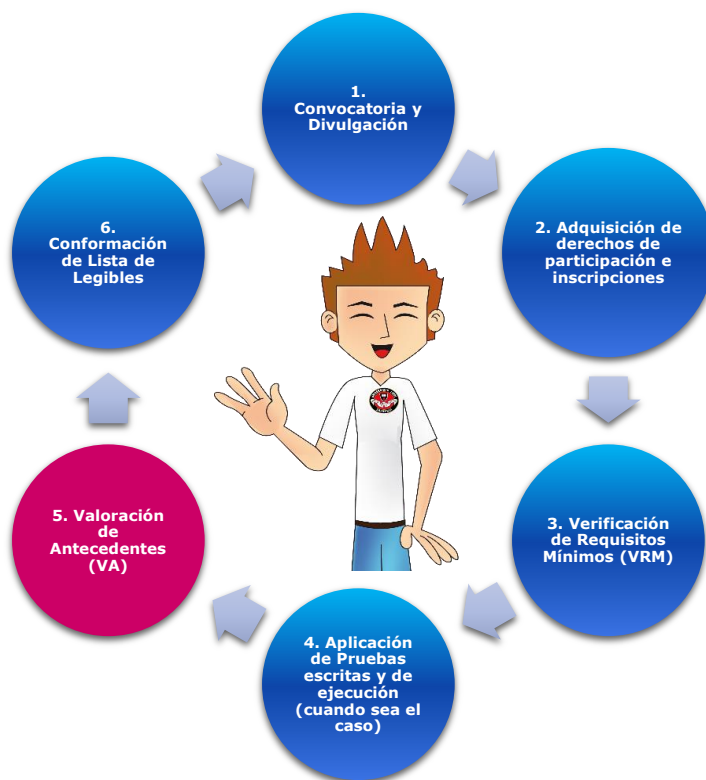 1.
Convocatoria y
Divulgación
2. Adquisición de
derechos de
participación e
inscripciones
3. Verificación
de Requisitos
Mínimos (VRM)
4. Aplicación
de Pruebas
escritas y de
ejecución
(cuando sea el
caso)
5. Valoración
de
Antecedentes
(VA)
6.
Conformación
de Lista de
Legibles